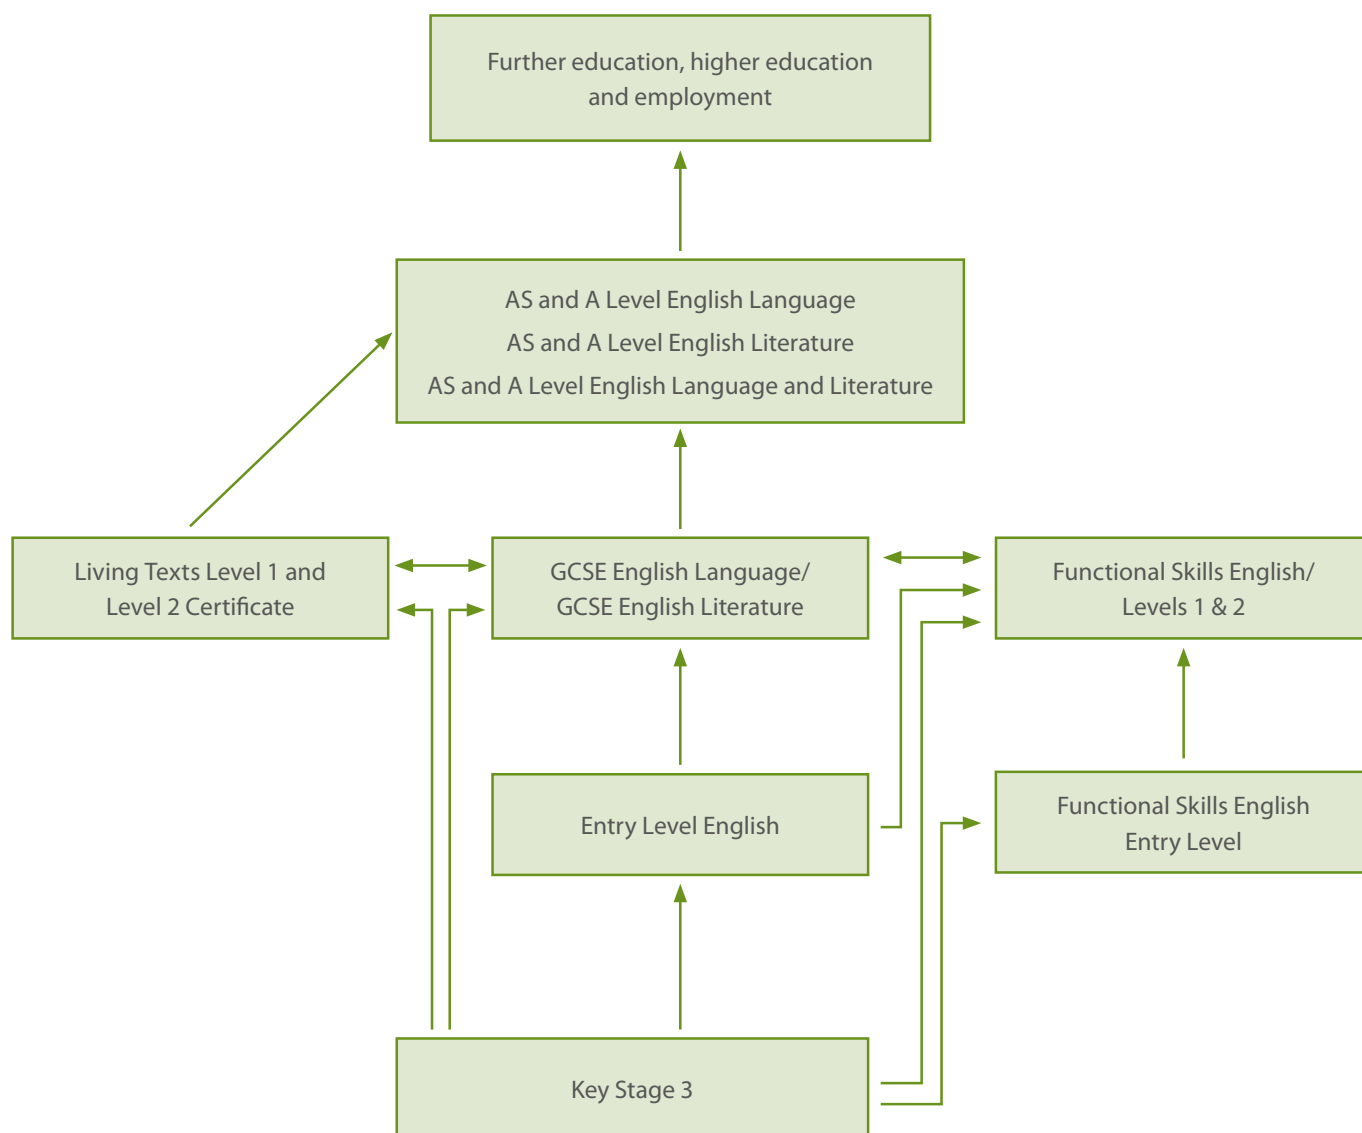 Further education, higher education
and employment
AS and A Level English Language
AS and A Level English Literature
AS and A Level English Language and Literature
Living Texts Level 1 and
Level 2 Certificate
GCSE English Language/
GCSE English Literature
Functional Skills English/
Levels 1 & 2
Entry Level English
Functional Skills English
Entry Level
Key Stage 3